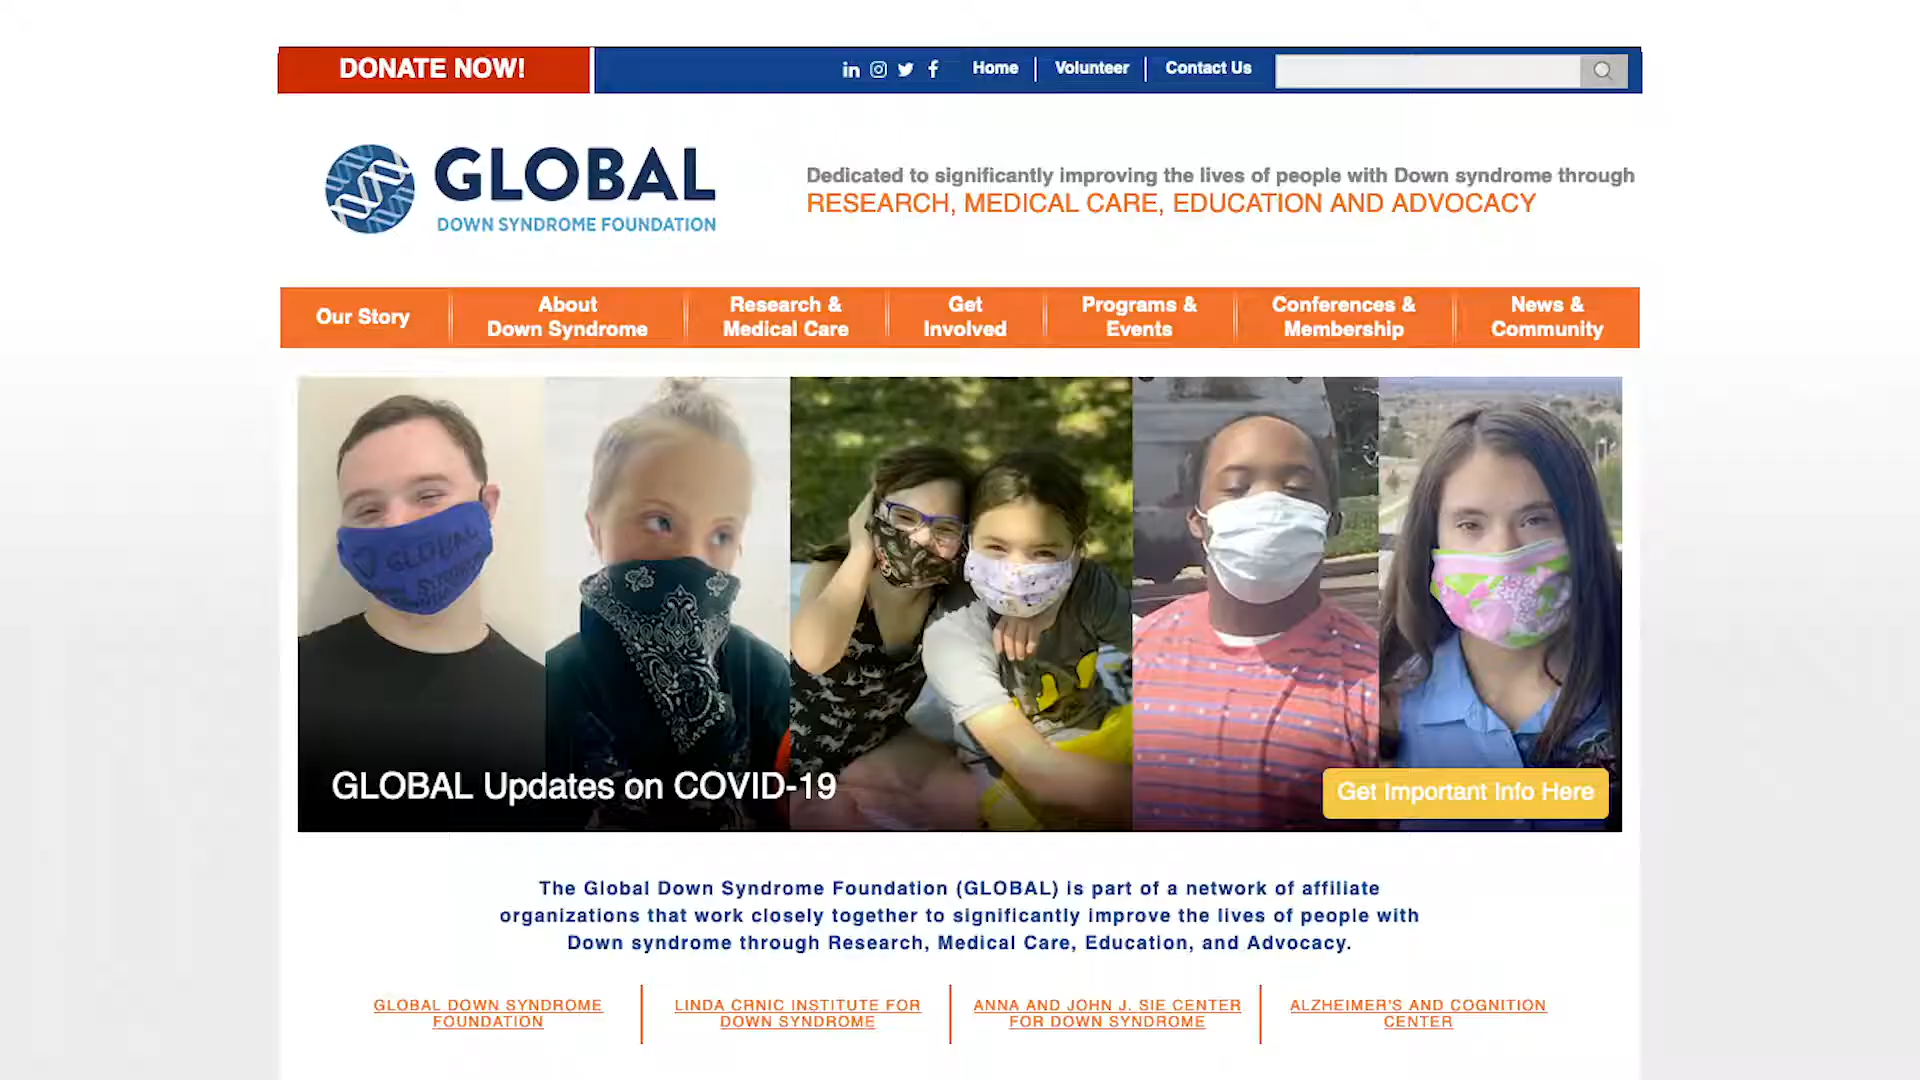 DONATE NOW!
Home
Volunteer
Contact Us
GLOBAL
DOWN SYNDROME FOUNDATION
Dedicated to significantly improving the lives of people with Down syndrome through
RESEARCH, MEDICAL CARE, EDUCATION AND ADVOCACY
Our Story
About
Down Syndrome
Research &
Medical Care
Get
Involved
Programs &
Events
Conferences &
Membership
News &
Community
GLOBAL
GLOBAL Updates on COVID-19
Get Important Info Here
The Global Down Syndrome Foundation (GLOBAL) is part of a network of affiliate
organizations that work closely together to significantly improve the lives of people with
Down syndrome through Research, Medical Care, Education, and Advocacy.
GLOBAL DOWN SYNDROME
FOUNDATION
LINDA CRNIC INSTITUTE FOR
DOWN SYNDROME
ANNA AND JOHN J. SIE CENTER
FOR DOWN SYNDROME
ALZHEIMER'S AND COGNITION
CENTER